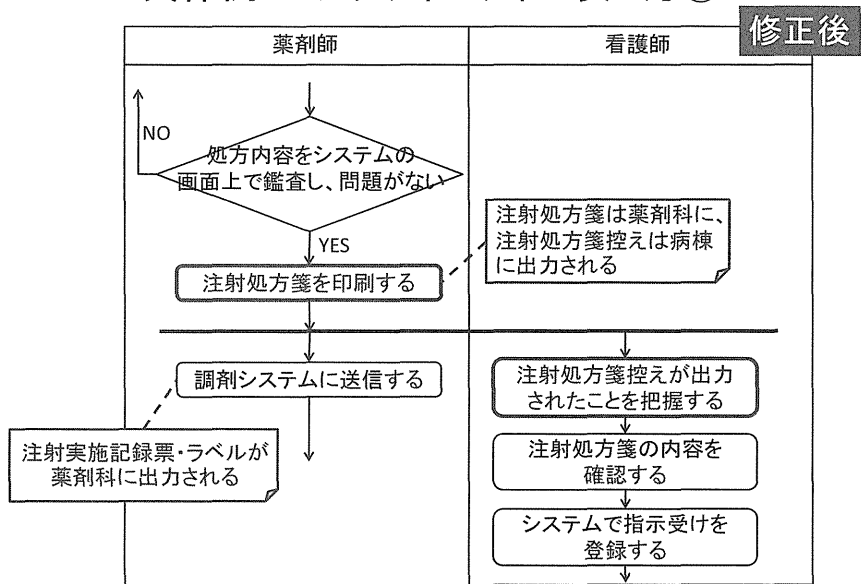 修正後
薬剤師
看護師
NO
処方内容をシステムの
画面上で鑑査し、問題がない
YES
注射処方箋は薬剤科に、
注射処方箋控えは病棟
に出力される
注射処方箋を印刷する
調剤システムに送信する
注射処方箋控えが出力
されたことを把握する
注射実施記録票・ラベルが
薬剤科に出力される
注射処方箋の内容を
確認する
システムで指示受けを
登録する